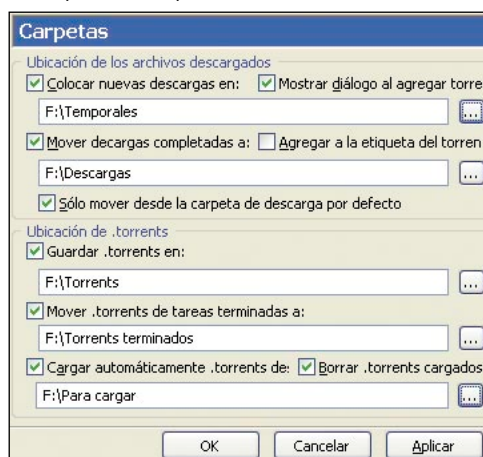 Carpetas
Ubicación de los archivos descargados
Colocar nuevas descargas en: Mostrar diálogo al agregar torre
F:\Temporales ...
Mover decargas completadas a: Agregar a la etiqueta del torren
F:\Descargas ...
Sólo mover desde la carpeta de descarga por defecto
Ubicación de .torrents
Guardar .torrents en:
F:\Torrents ...
Mover .torrents de tareas terminadas a:
F:\Torrents terminados ...
Cargar automáticamente .torrents de: Borrar .torrents cargados
F:\Para cargar ...
OK Cancelar Aplicar